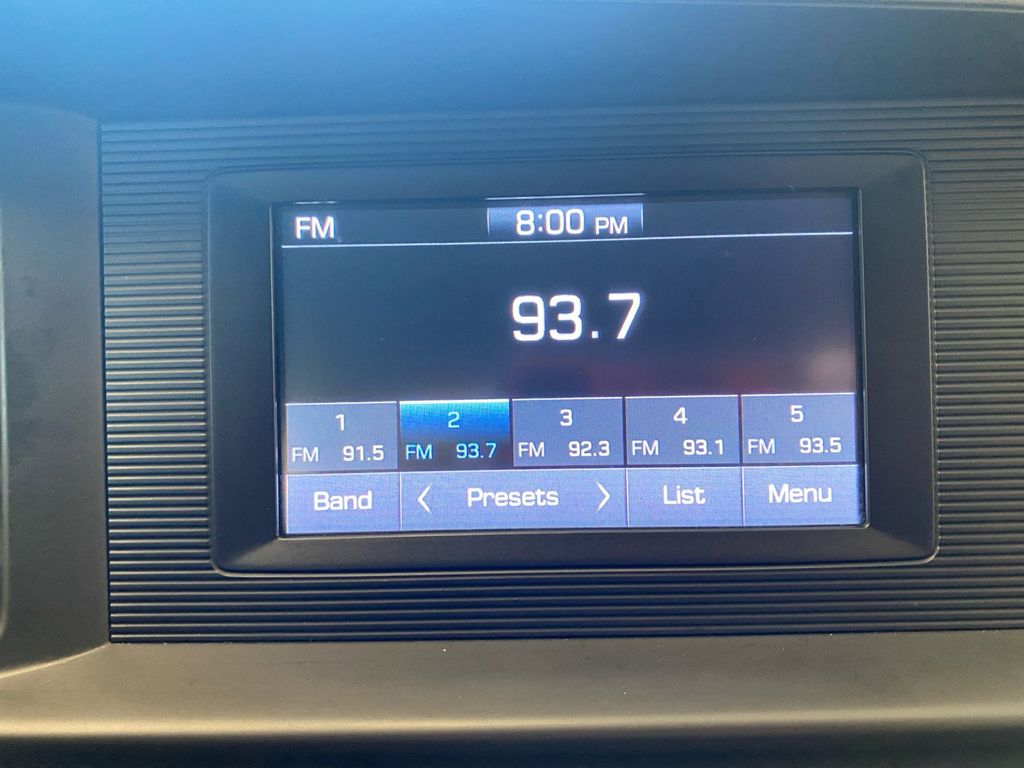 FM 8:00 PM
93.7
1 2 3 4 5
FM 91.5 FM 93.7 FM 92.3 FM 93.1 FM 93.5
Band < Presets > List Menu